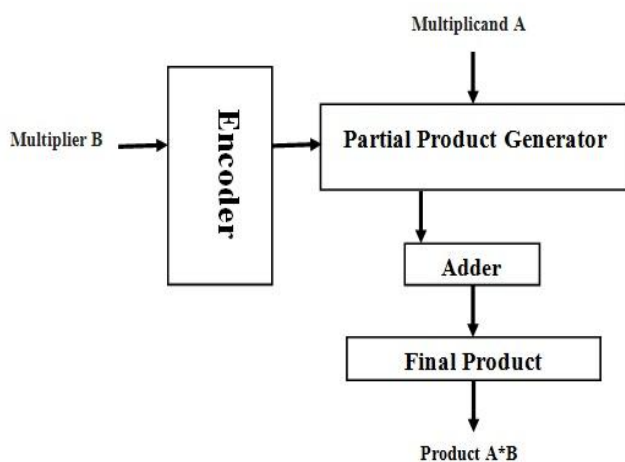 Multiplicand A
Multiplier B
Encoder
Partial Product Generator
Adder
Final Product
Product A*B